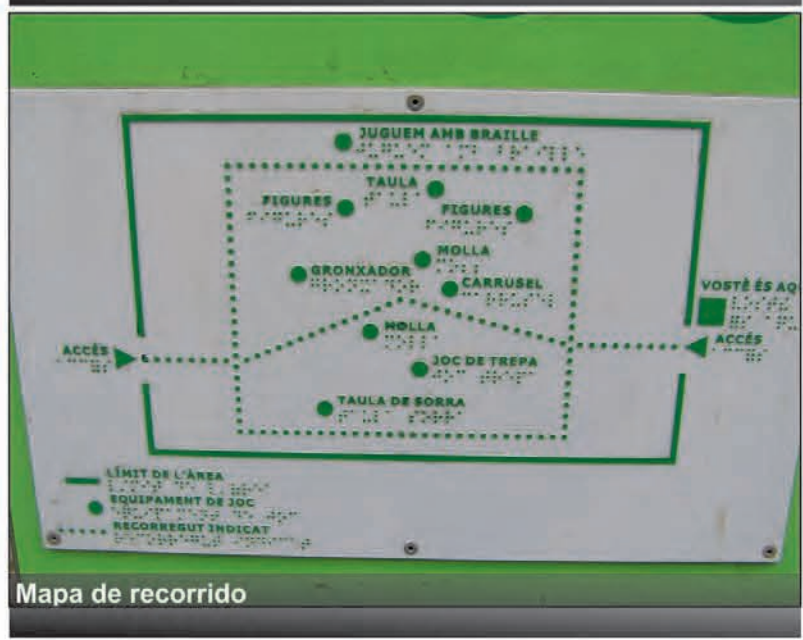 JUGUEM AMB BRAILLE
TAULA
FIGURES
FIGURES
MOLLA
GRONXADOR
CARRUSEL
VOSTÈ ÉS AQ
ACCÉS
MOLLA
ACCÉS
JOC DE TREPA
TAULA DE SORRA
LÍMIT DE L'ÀREA
EQUIPAMENT DE JOC
RECORREGUT INDICAT
Mapa de recorrido